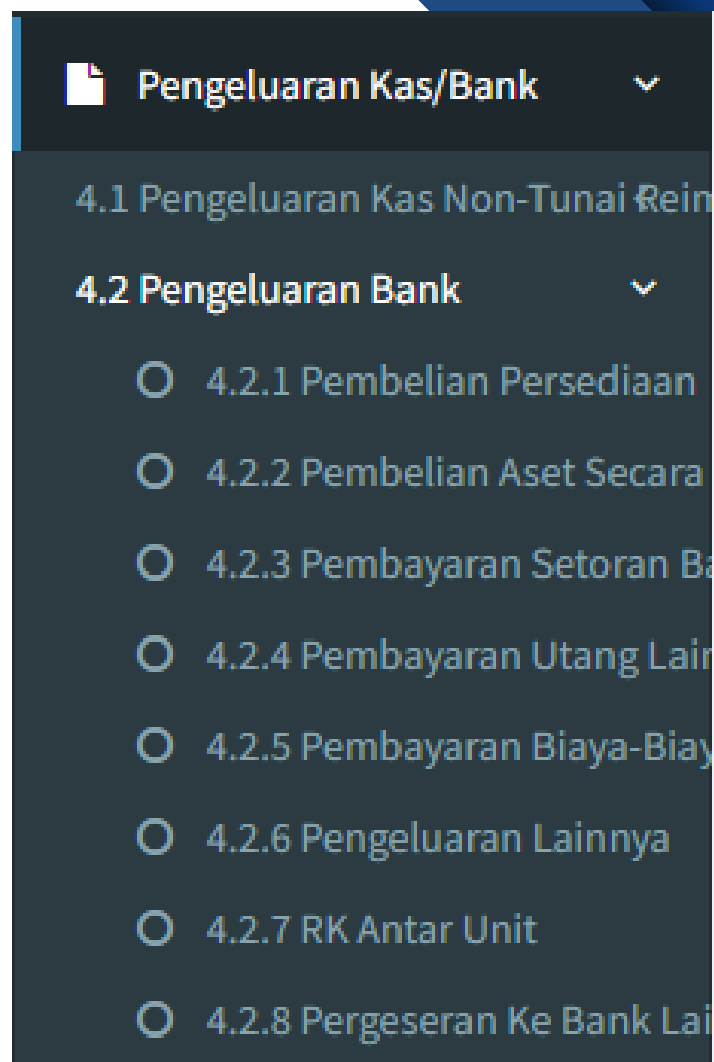 Pengeluaran Kas/Bank
4.1 Pengeluaran Kas Non-Tunai
4.2 Pengeluaran Bank
4.2.1 Pembelian Persediaan
4.2.2 Pembelian Aset Secara
4.2.3 Pembayaran Setoran
4.2.4 Pembayaran Utang
4.2.5 Pembayaran
4.2.6 Pengeluaran Lainnya
4.2.7 RK Antar Unit
4.2.8 Pergeseran Ke Bank